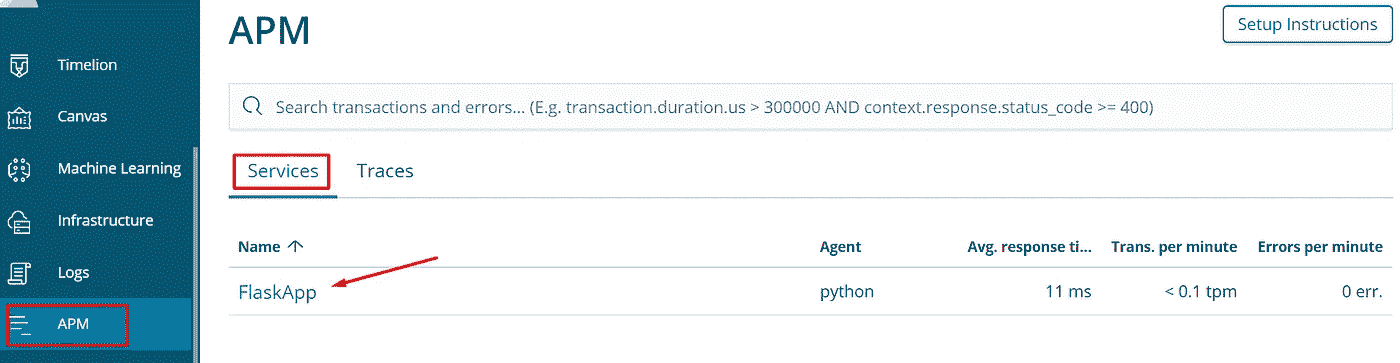 Timelion
Canvas
Machine Learning
Infrastructure
Logs
APM
APM
Setup Instructions
Search transactions and errors... (E.g. transaction.duration.us > 300000 AND context.response.status_code >= 400)
Services Traces
Name ↑ Agent Avg. response ti... Trans. per minute Errors per minute
FlaskApp python 11 ms < 0.1 tpm 0 err.